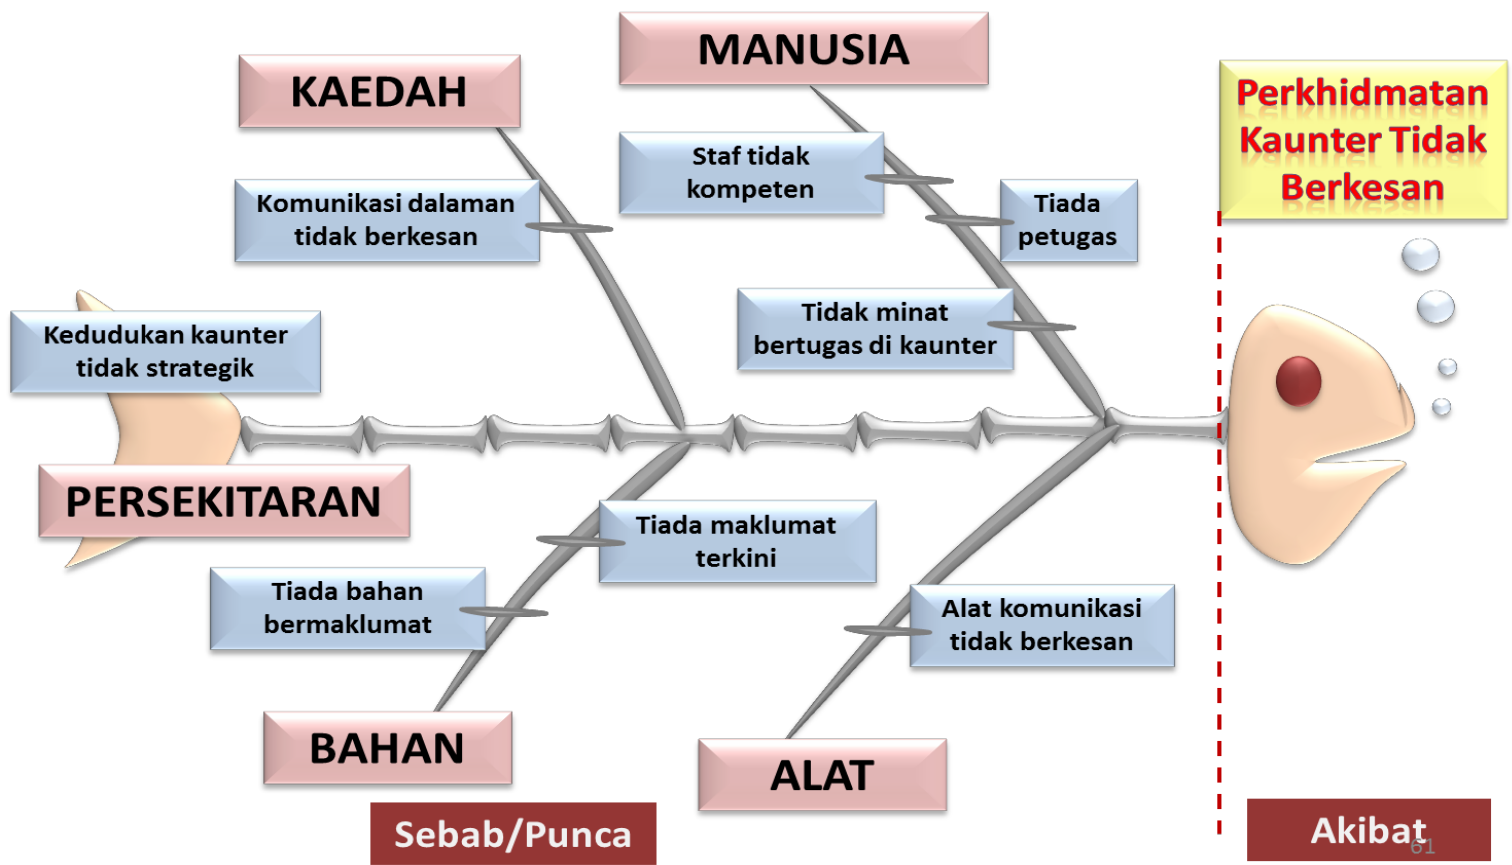 MANUSIA
KAEDAH
Perkhidmatan
Kaunter Tidak
Berkesan
Staf tidak
kompeten
Komunikasi dalaman
tidak berkesan
Tiada
petugas
Tidak minat
bertugas di kaunter
Kedudukan kaunter
tidak strategik
PERSEKITARAN
Tiada maklumat
terkini
Tiada bahan
bermaklumat
Alat komunikasi
tidak berkesan
BAHAN
ALAT
Sebab/Punca
Akibat
61